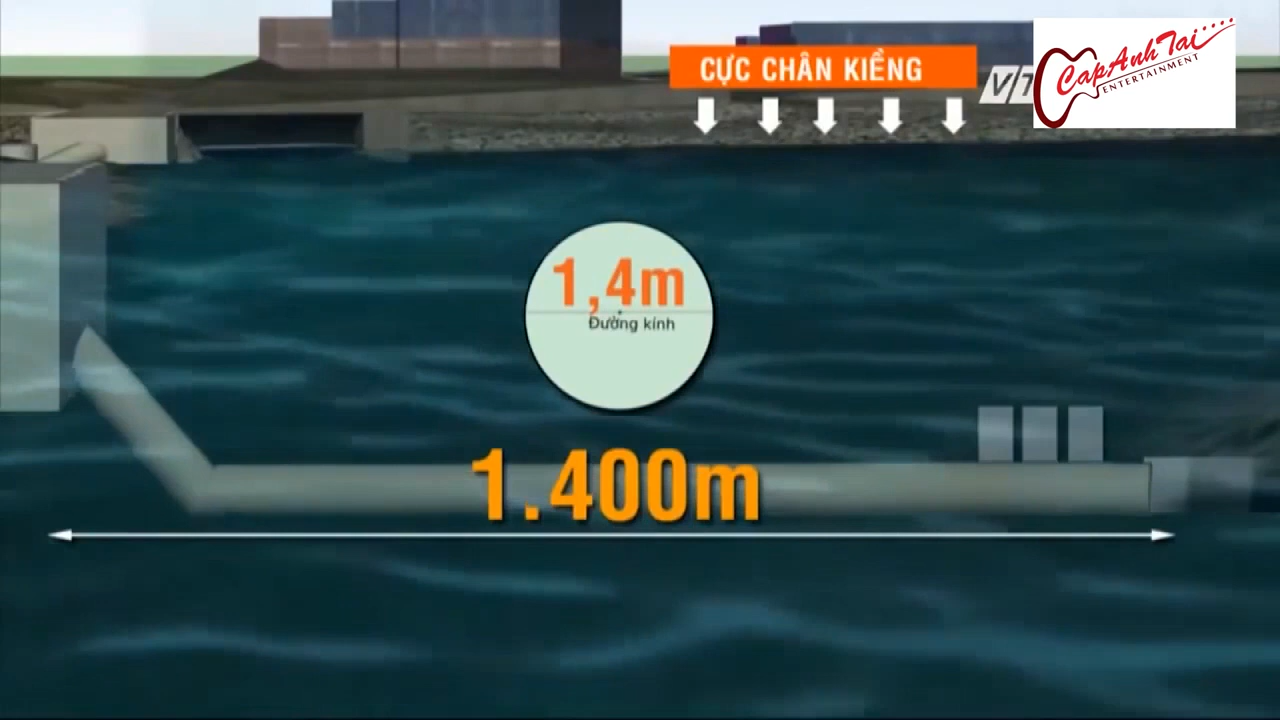 CỰC CHÂN KIỀNG
CapAnhTai
ENTERTAINMENT
1,4m
Đường kính
1.400m